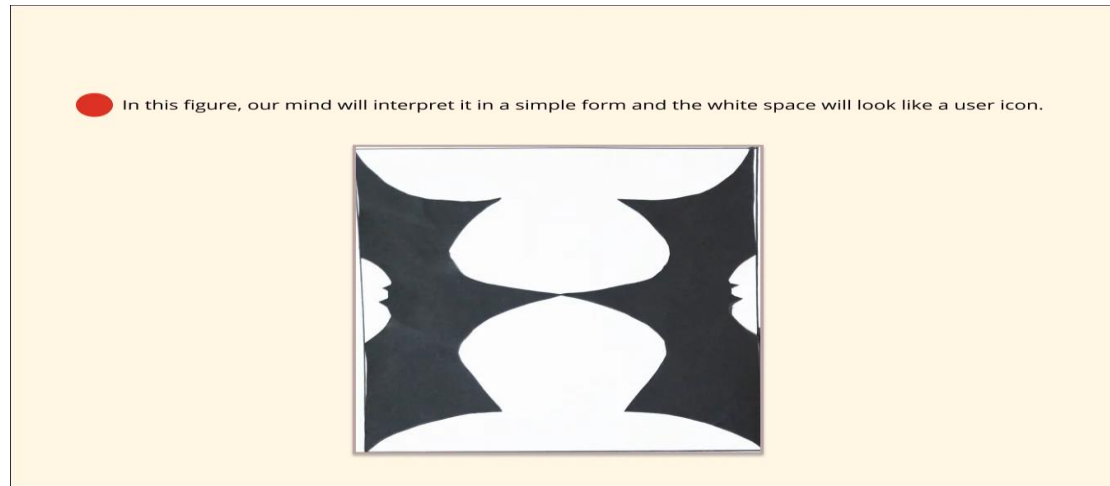 In this figure, our mind will interpret it in a simple form and the white space will look like a user icon.